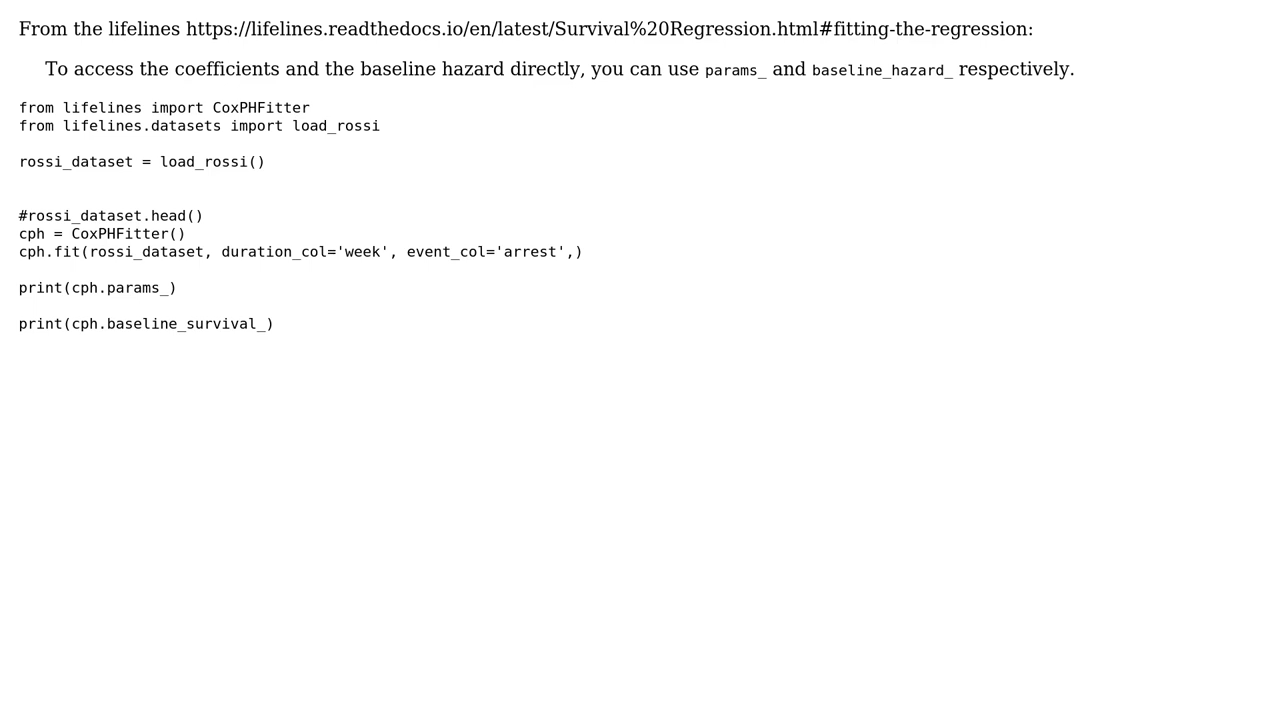 From the lifelines https://lifelines.readthedocs.io/en/latest/Survival%20Regression.html#fitting-the-regression:
To access the coefficients and the baseline hazard directly, you can use params_ and baseline_hazard_ respectively.
from lifelines import CoxPHFitter
from lifelines.datasets import load_rossi
rossi_dataset = load_rossi()
#rossi_dataset.head()
cph = CoxPHFitter()
cph.fit(rossi_dataset, duration_col='week', event_col='arrest',)
print(cph.params_)
print(cph.baseline_survival_)